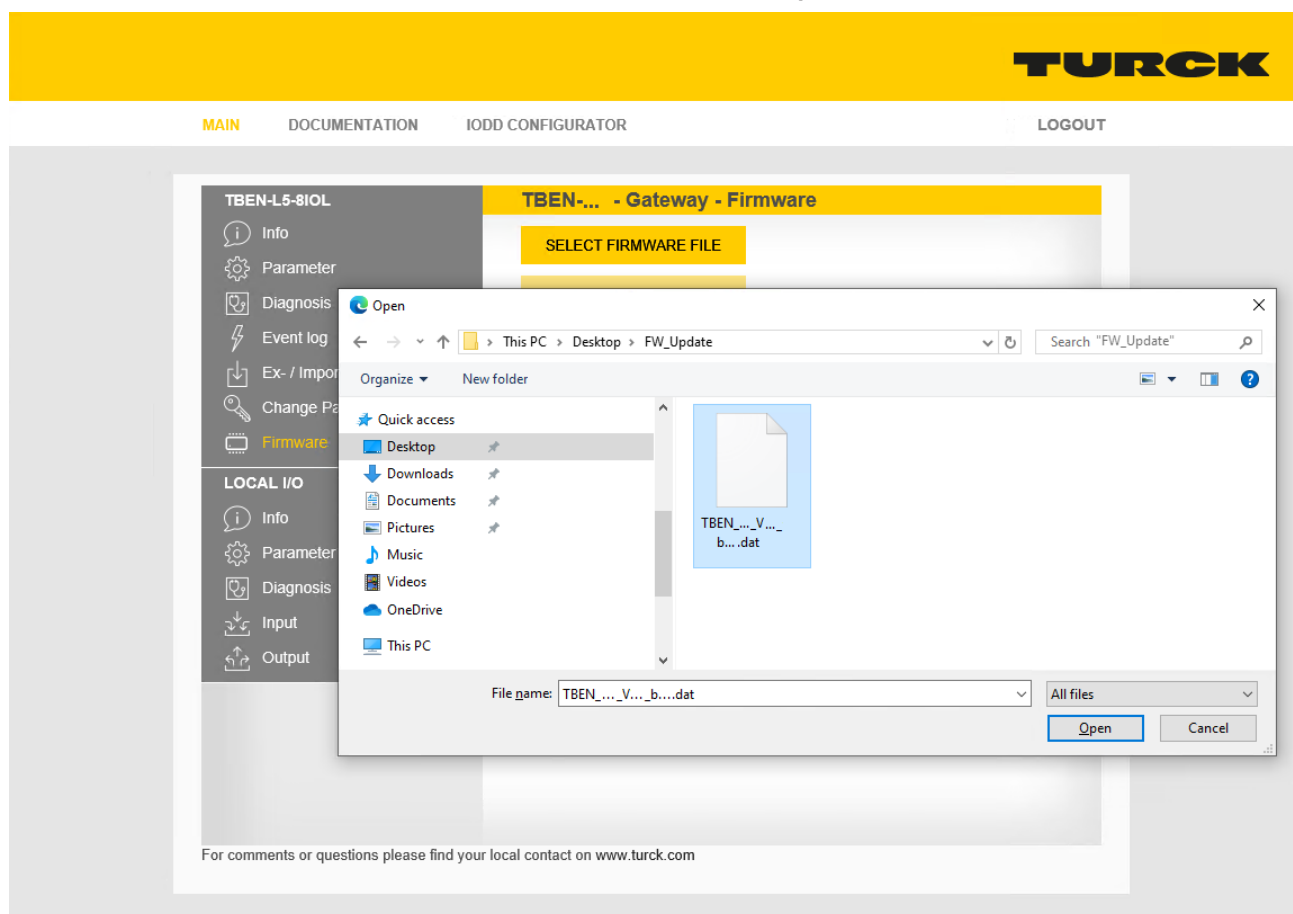 TURCK
MAIN DOCUMENTATION IODD CONFIGURATOR LOGOUT
TBEN-L5-8IOL
Info
Parameter
Diagnosis
Event log
Ex- / Impor
Change Pa
Firmware
LOCAL I/O
Info
Parameter
Diagnosis
Input
Output
TBEN-... - Gateway - Firmware
SELECT FIRMWARE FILE
Open
This PC > Desktop > FW_Update
Search "FW_Update"
Organize New folder
Quick access
Desktop
Downloads
Documents
Pictures
Music
Videos
OneDrive
This PC
TBEN_..._V..._
b....dat
File name: TBEN_..._V..._b....dat
All files
Open Cancel
For comments or questions please find your local contact on www.turck.com